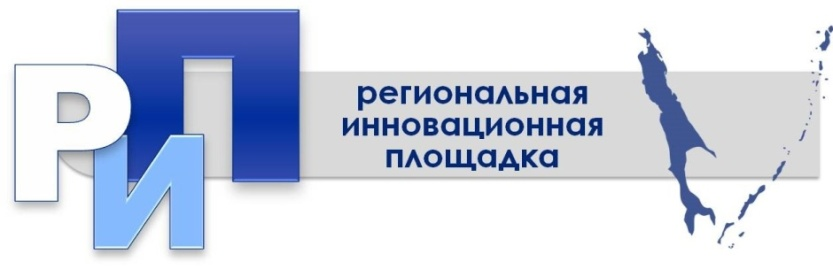 РИП
региональная
инновационная
площадка